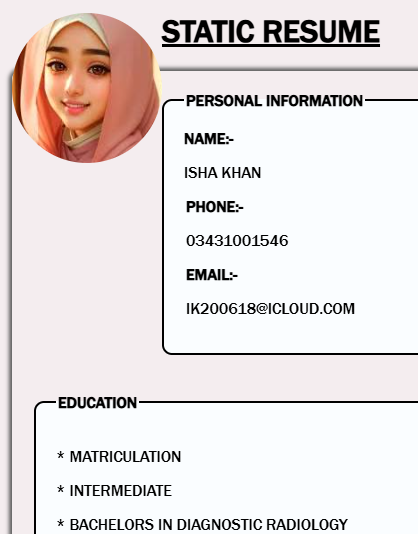 STATIC RESUME
PERSONAL INFORMATION
NAME:-
ISHA KHAN
PHONE:-
03431001546
EMAIL:-
IK200618@ICLOUD.COM
EDUCATION
* MATRICULATION
* INTERMEDIATE
* BACHELORS IN DIAGNOSTIC RADIOLOGY